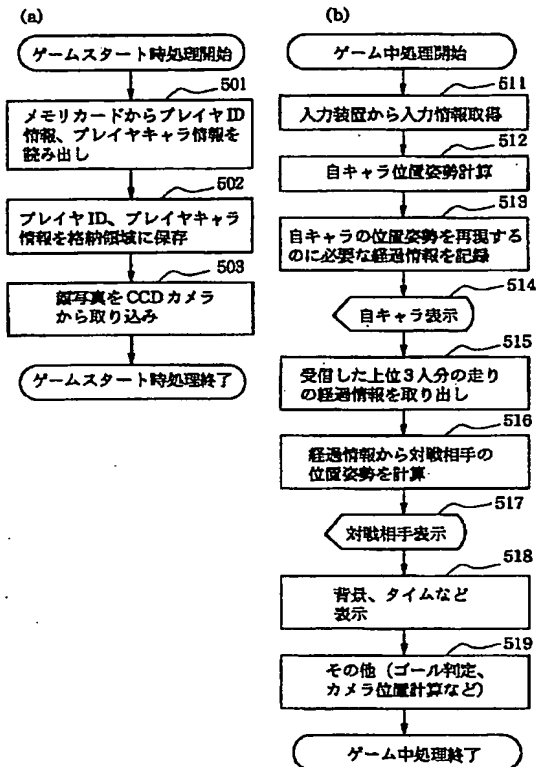 (a)
ゲームスタート時処理開始
501
メモリカードからプレイヤID
情報、プレイヤキャラ情報を
読み出し
502
プレイヤID、プレイヤキャラ
情報を格納領域に保存
503
顔写真をCCDカメラ
から取り込み
ゲームスタート時処理終了
(b)
ゲーム中処理開始
511
入力装置から入力情報取得
512
自キャラ位置姿勢計算
513
自キャラの位置姿勢を再現する
のに必要な経過情報を記録
514
自キャラ表示
515
受信した上位3人分の走り
の経過情報を取り出し
516
経過情報から対戦相手の
位置姿勢を計算
517
対戦相手表示
518
背景、タイムなど
表示
519
その他（ゴール判定、
カメラ位置計算など）
ゲーム中処理終了